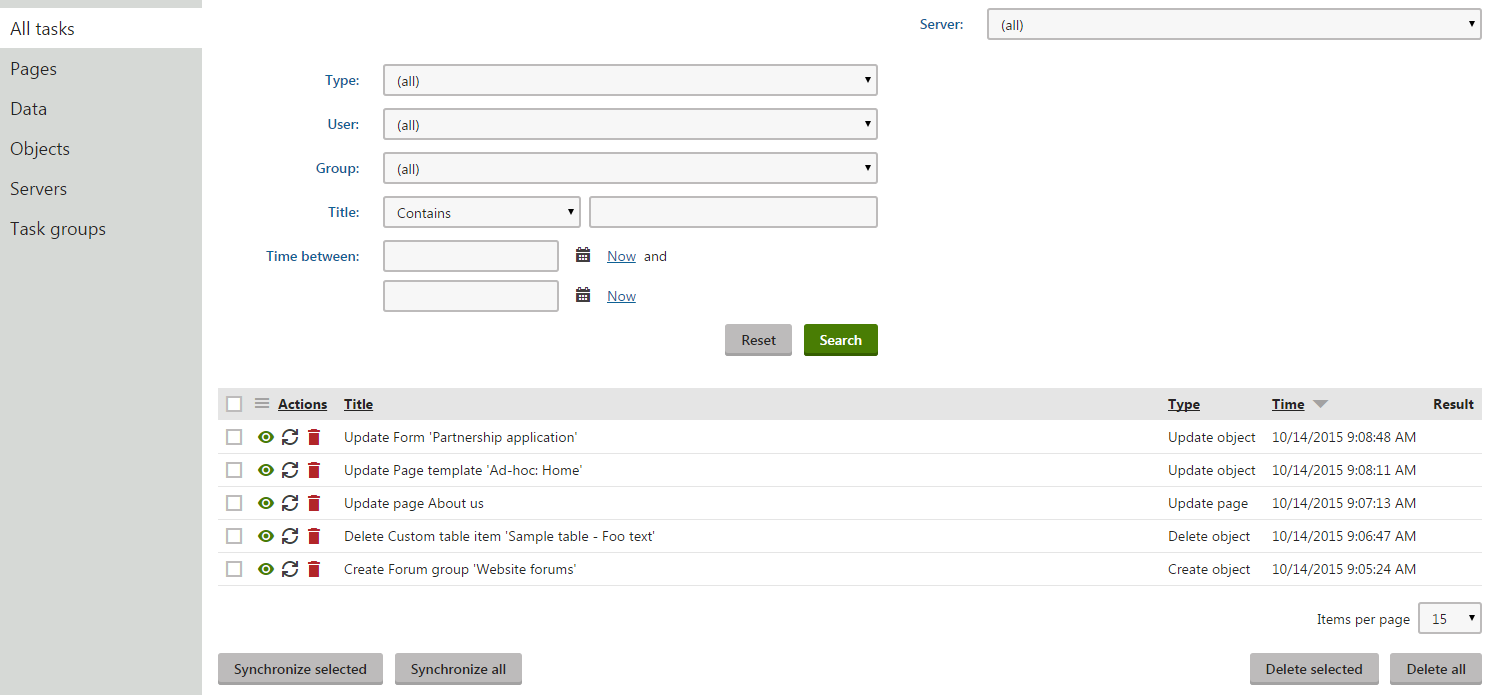 All tasks
Pages
Data
Objects
Servers
Task groups
Server: (all)
Type: (all)
User: (all)
Group: (all)
Title: Contains
Time between: Now and
Now
Reset Search
Actions Title Type Time Result
Update Form 'Partnership application' Update object 10/14/2015 9:08:48 AM
Update Page template 'Ad-hoc: Home' Update object 10/14/2015 9:08:11 AM
Update page About us Update page 10/14/2015 9:07:13 AM
Delete Custom table item 'Sample table - Foo text' Delete object 10/14/2015 9:06:47 AM
Create Forum group 'Website forums' Create object 10/14/2015 9:05:24 AM
Items per page 15
Synchronize selected Synchronize all Delete selected Delete all